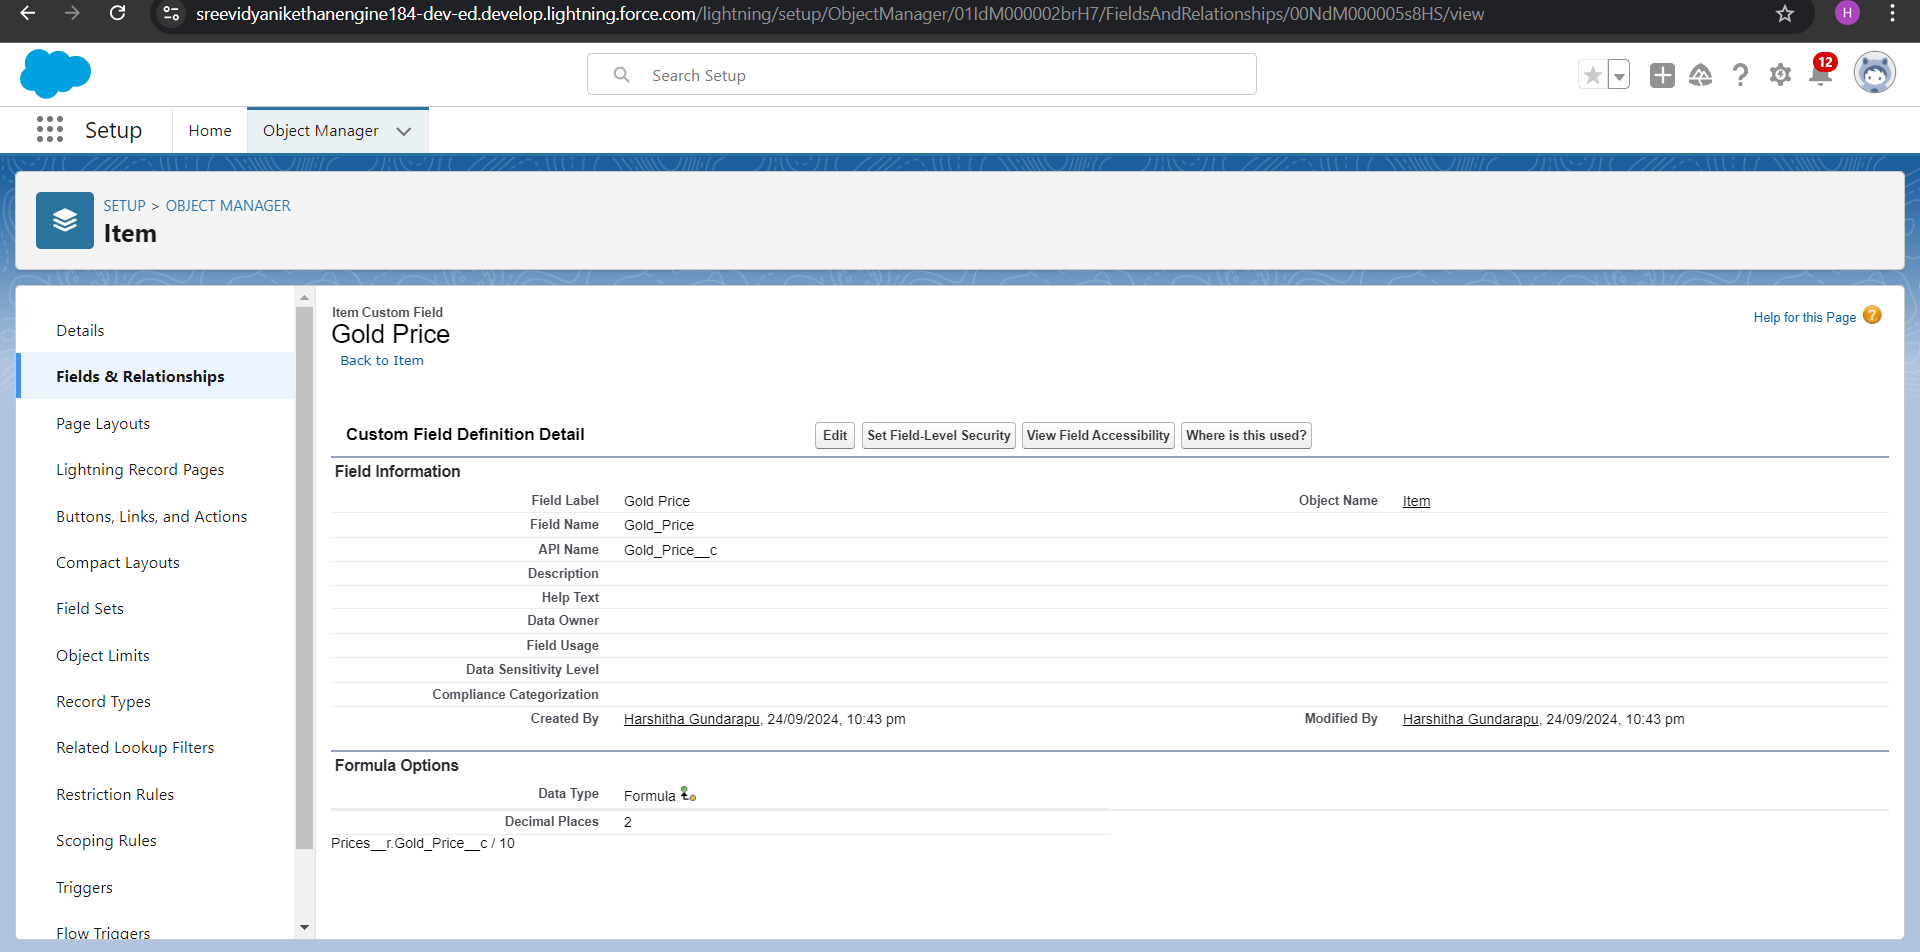 sreevidyanikethanengine184-dev-ed.develop.lightning.force.com/lightning/setup/ObjectManager/01IdM000002brH7/FieldsAndRelationships/00NdM000005s8HS/view
H
Search Setup
12
Setup
Home
Object Manager
SETUP > OBJECT MANAGER
Item
Details
Fields & Relationships
Page Layouts
Lightning Record Pages
Buttons, Links, and Actions
Compact Layouts
Field Sets
Object Limits
Record Types
Related Lookup Filters
Restriction Rules
Scoping Rules
Triggers
Flow Triggers
Item Custom Field
Gold Price
Back to Item
Help for this Page ?
Custom Field Definition Detail
Edit
Set Field-Level Security
View Field Accessibility
Where is this used?
Field Information
Field Label Gold Price Object Name Item
Field Name Gold_Price
API Name Gold_Price__c
Description
Help Text
Data Owner
Field Usage
Data Sensitivity Level
Compliance Categorization
Created By Harshitha Gundarapu, 24/09/2024, 10:43 pm Modified By Harshitha Gundarapu, 24/09/2024, 10:43 pm
Formula Options
Data Type Formula
Decimal Places 2
Prices__r.Gold_Price__c / 10